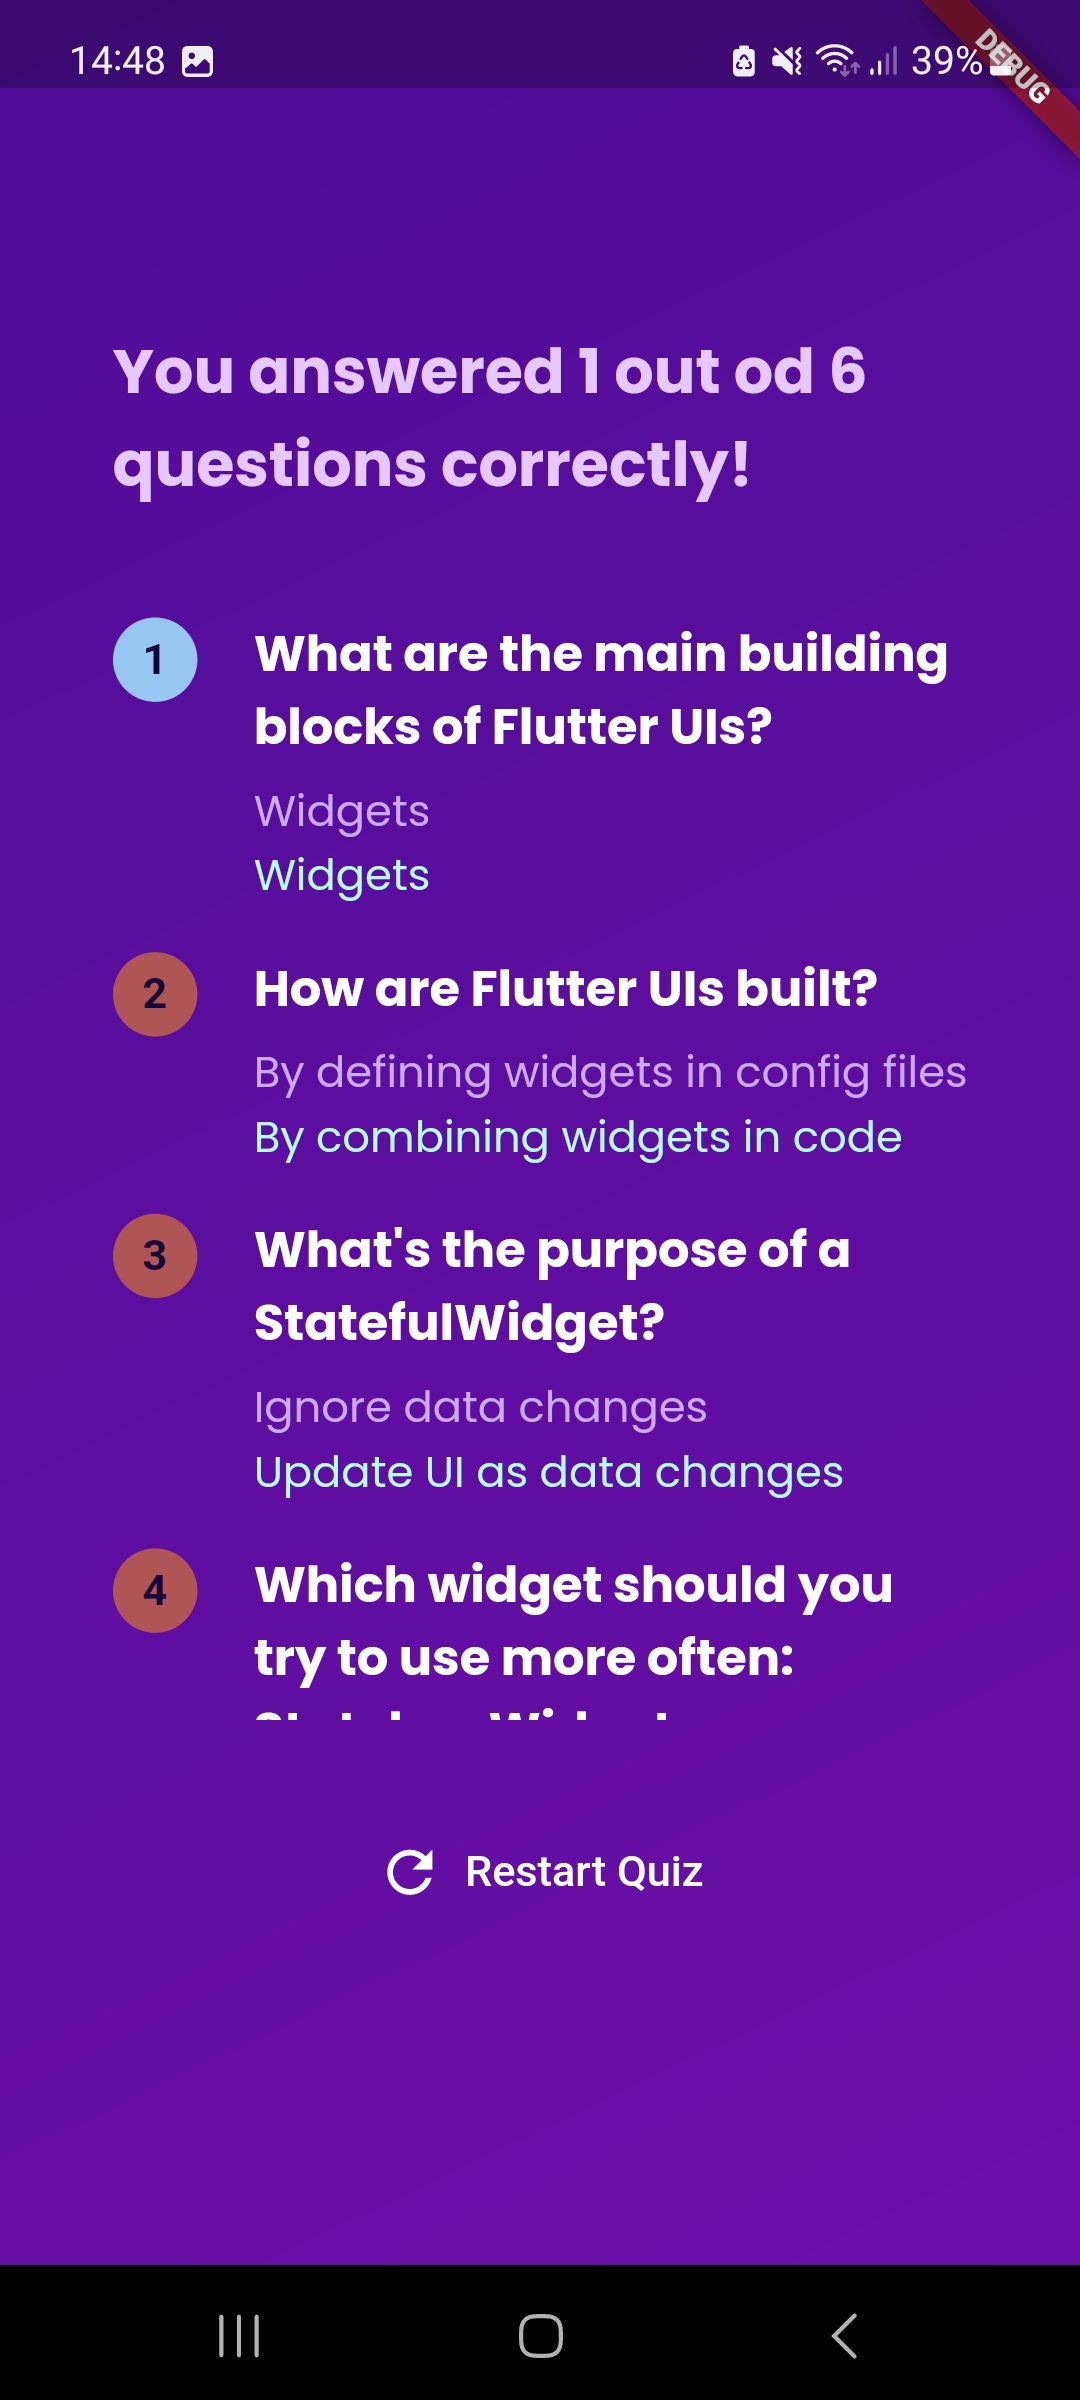 14:48
39%
DEBUG
You answered 1 out od 6
questions correctly!
1
What are the main building
blocks of Flutter UIs?
Widgets
Widgets
2
How are Flutter UIs built?
By defining widgets in config files
By combining widgets in code
3
What's the purpose of a
StatefulWidget?
Ignore data changes
Update UI as data changes
4
Which widget should you
try to use more often:
Restart Quiz